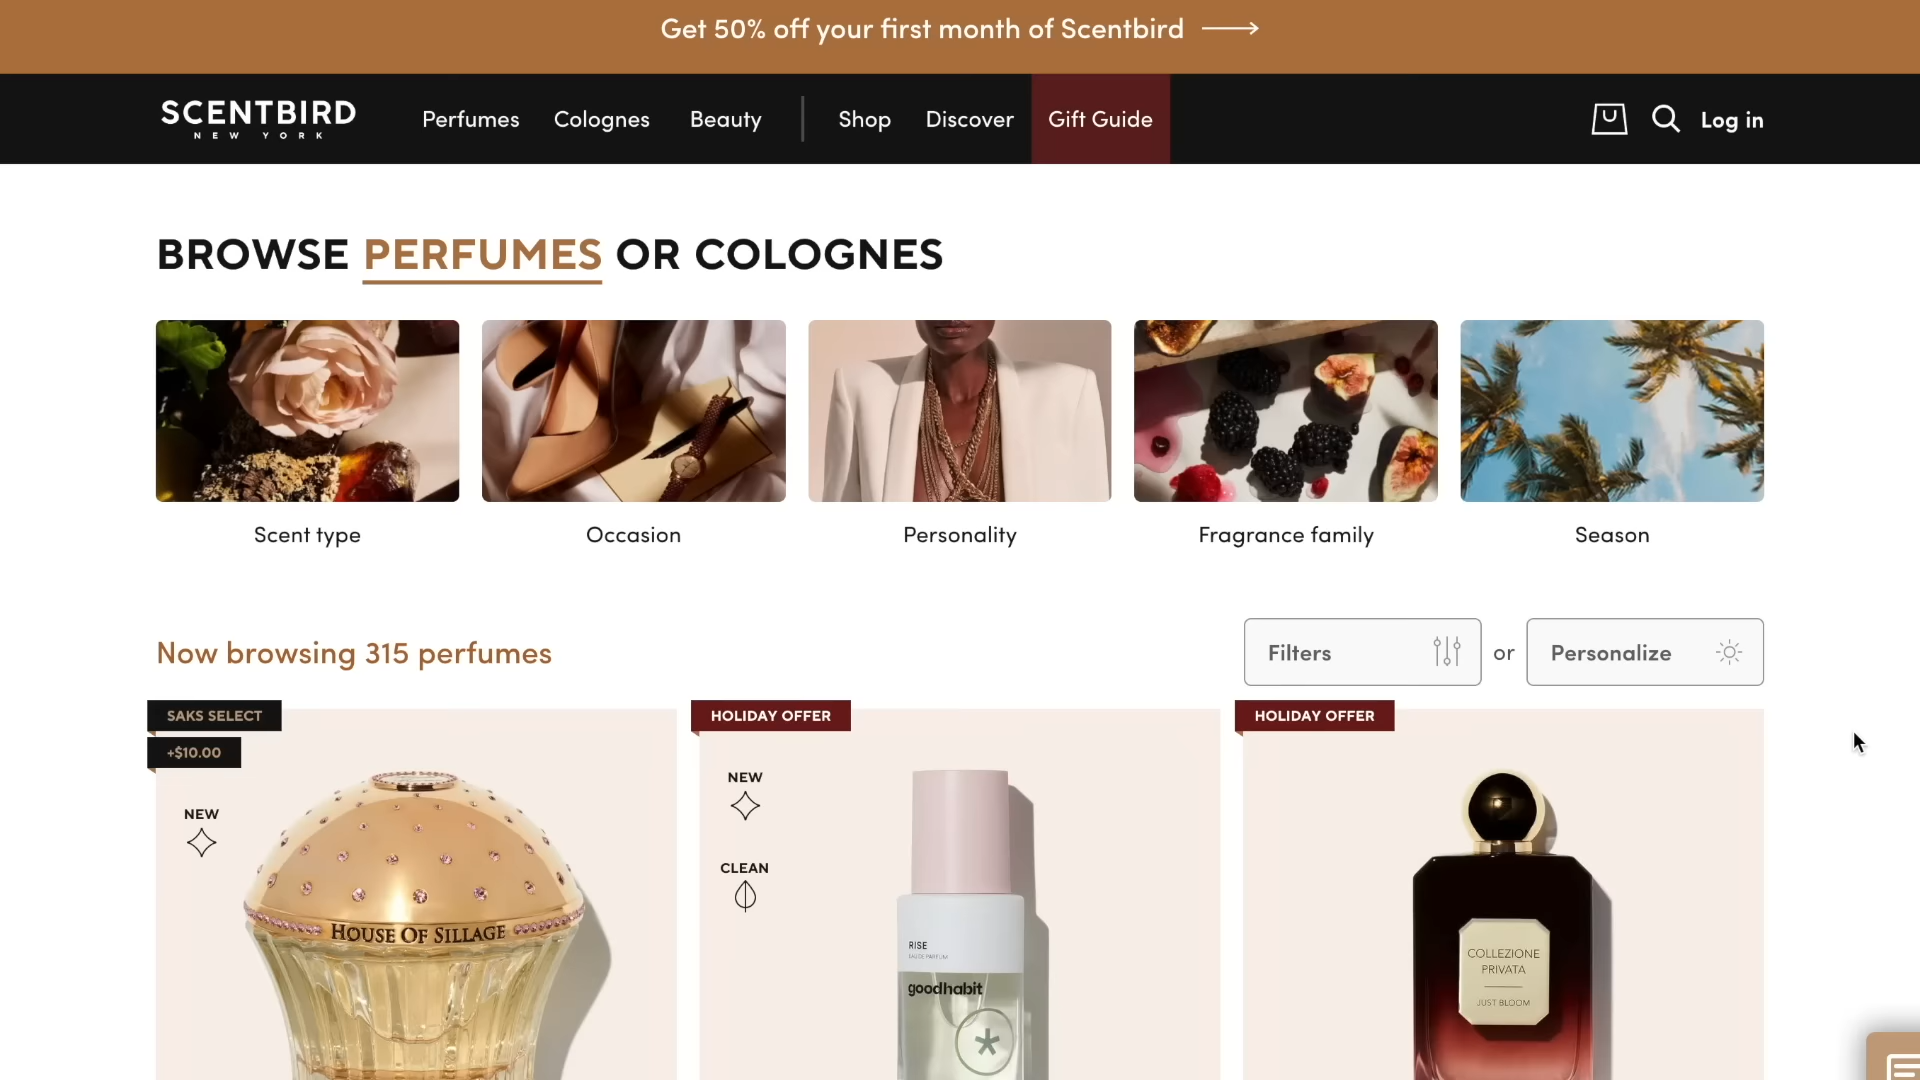 Get 50% off your first month of Scentbird
SCENTBIRD
NEW YORK
Perfumes
Colognes
Beauty
Shop
Discover
Gift Guide
Log in
BROWSE PERFUMES OR COLOGNES
Scent type
Occasion
Personality
Fragrance family
Season
Now browsing 315 perfumes
Filters
or
Personalize
SAKS SELECT
+$10.00
NEW
HOUSE OF SILLAGE
HOLIDAY OFFER
NEW
CLEAN
RISE
EAU DE PARFUM
goodhabit
HOLIDAY OFFER
COLLEZIONE
PRIVATA
JUST BLOOM